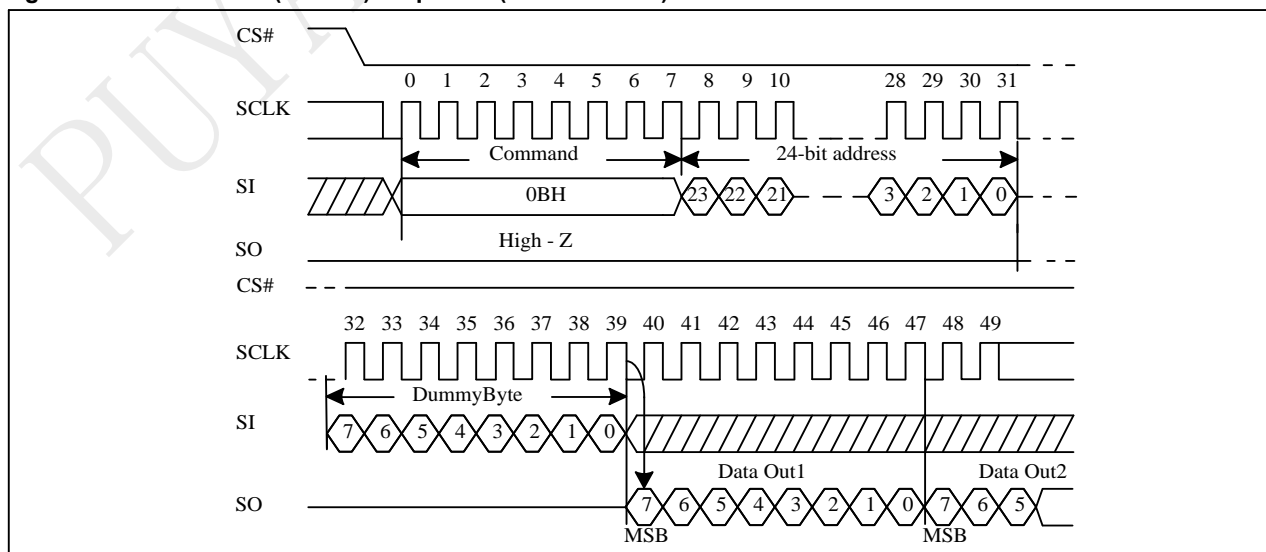 CS#
0 1 2 3 4 5 6 7 8 9 10 28 29 30 31
SCLK
Command 24-bit address
SI
0BH 23 22 21 3 2 1 0
High - Z
SO
CS#
32 33 34 35 36 37 38 39 40 41 42 43 44 45 46 47 48 49
SCLK
DummyByte
SI
7 6 5 4 3 2 1 0
Data Out1 Data Out2
SO
7 6 5 4 3 2 1 0 7 6 5
MSB MSB